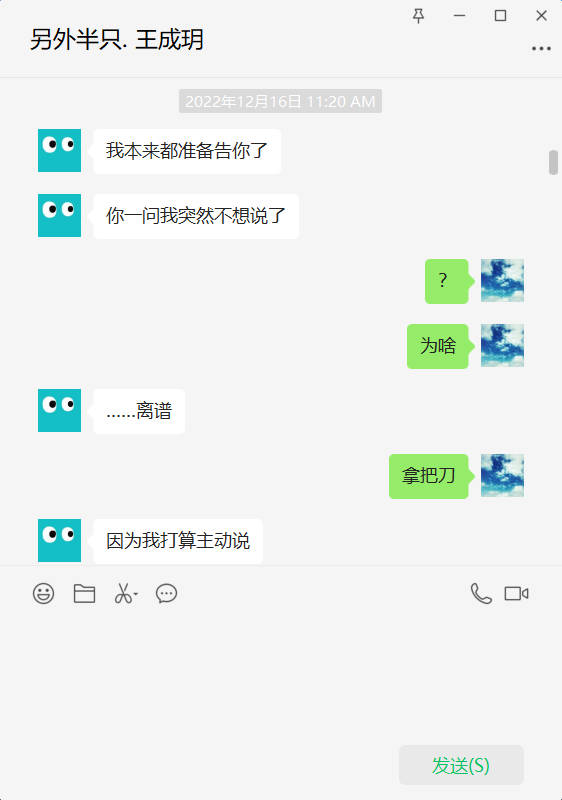 另外半只. 王成玥
2022年12月16日 11:20 AM
我本来都准备告你了
你一问我突然不想说了
？
为啥
……离谱
拿把刀
因为我打算主动说
发送(S)